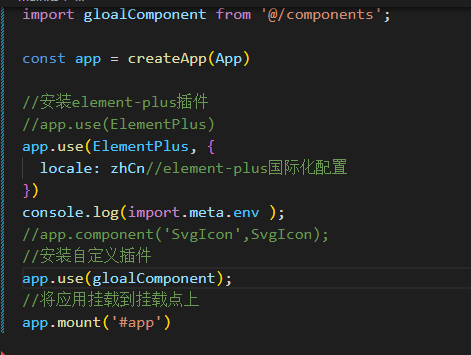 import gloalComponent from '@/components';
const app = createApp(App)
//安装element-plus插件
//app.use(ElementPlus)
app.use(ElementPlus, {
locale: zhCn//element-plus国际化配置
})
console.log(import.meta.env );
//app.component('SvgIcon',SvgIcon);
//安装自定义插件
app.use(gloalComponent);
//将应用挂载到挂载点上
app.mount('#app')